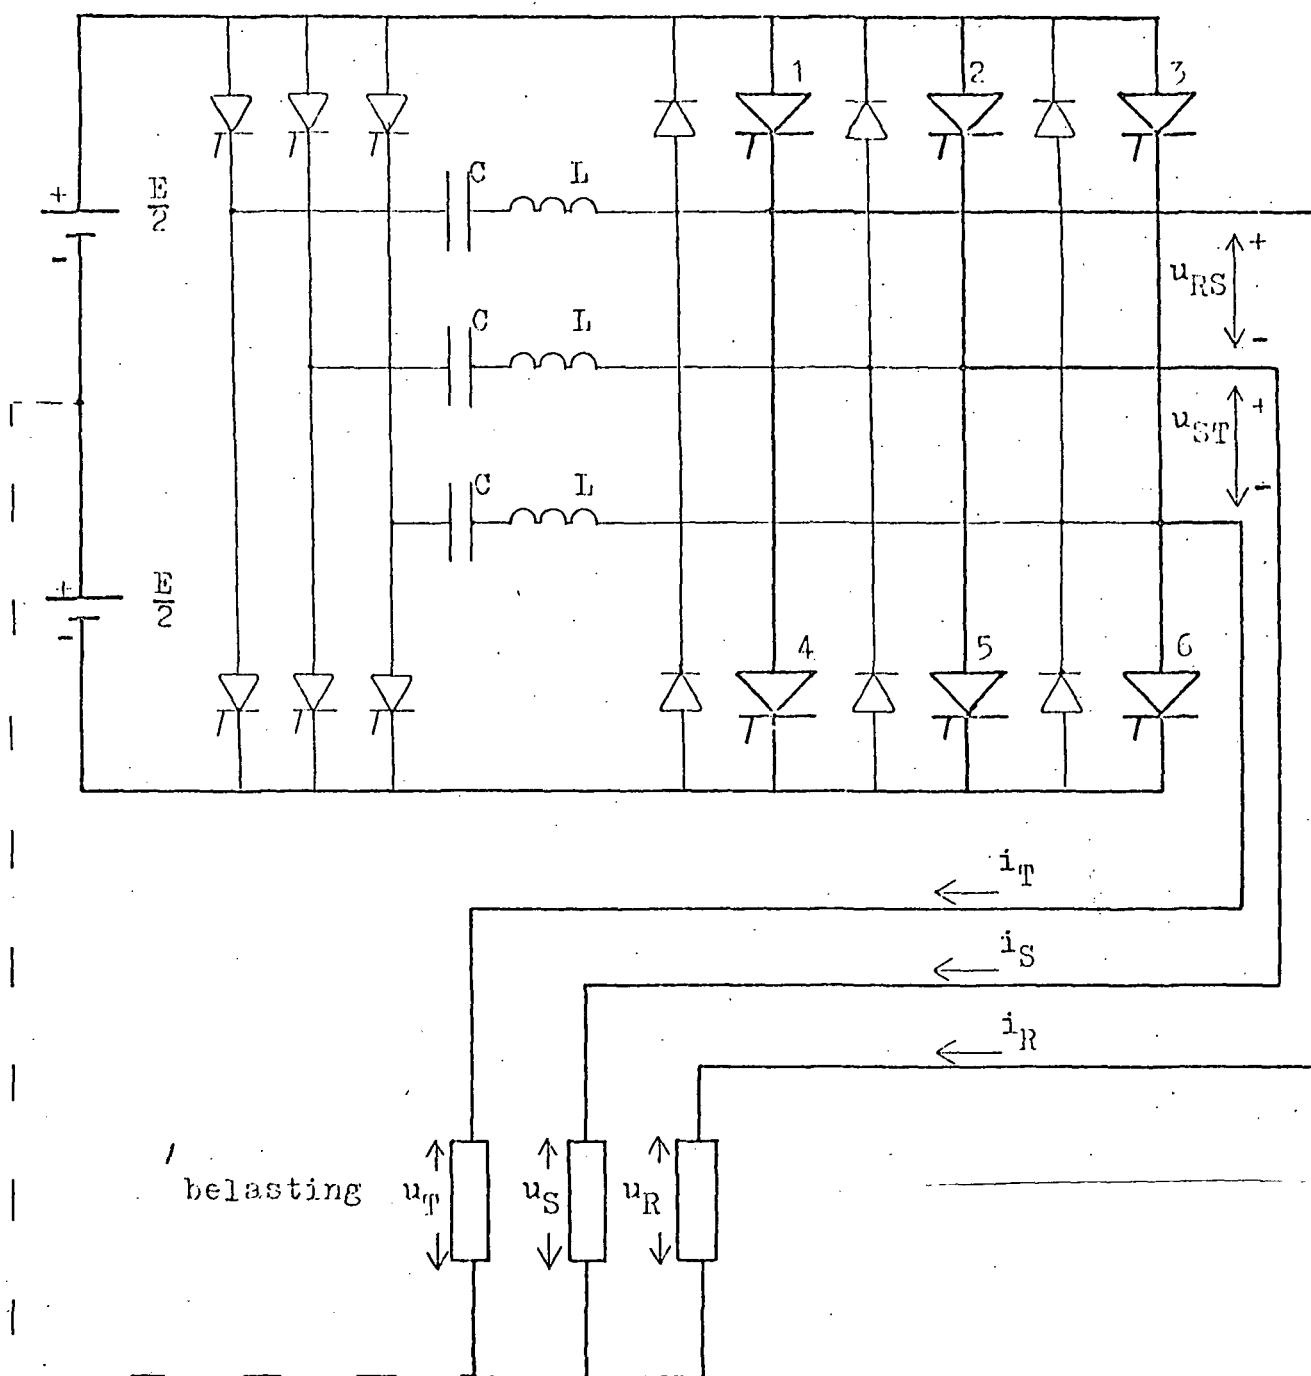 1 2 3
T T T T T T
+ E/2 -
C L
+ u_RS -
C L
+ u_ST -
C L
+ E/2 -
4 5 6
T T T T T T
i_T
i_S
i_R
belasting u_T u_S u_R